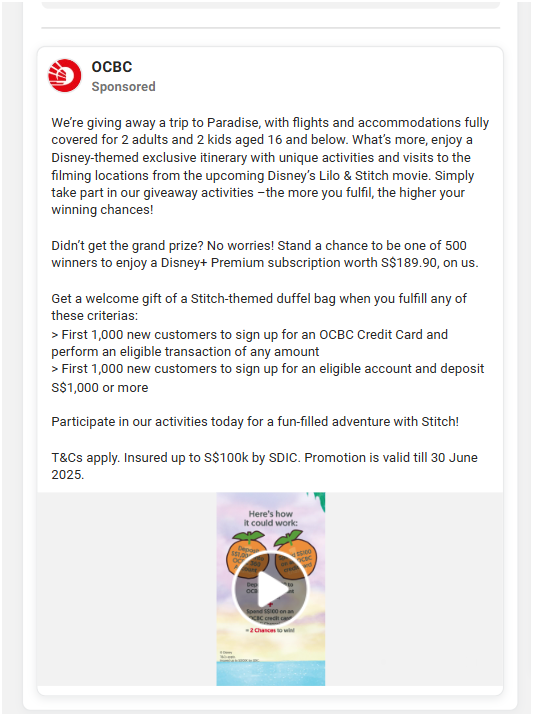 OCBC
Sponsored
We’re giving away a trip to Paradise, with flights and accommodations fully
covered for 2 adults and 2 kids aged 16 and below. What’s more, enjoy a
Disney-themed exclusive itinerary with unique activities and visits to the
filming locations from the upcoming Disney’s Lilo & Stitch movie. Simply
take part in our giveaway activities –the more you fulfil, the higher your
winning chances!
Didn’t get the grand prize? No worries! Stand a chance to be one of 500
winners to enjoy a Disney+ Premium subscription worth S$189.90, on us.
Get a welcome gift of a Stitch-themed duffel bag when you fulfill any of
these criterias:
> First 1,000 new customers to sign up for an OCBC Credit Card and
perform an eligible transaction of any amount
> First 1,000 new customers to sign up for an eligible account and deposit
S$1,000 or more
Participate in our activities today for a fun-filled adventure with Stitch!
T&Cs apply. Insured up to S$100k by SDIC. Promotion is valid till 30 June
2025.
Here's how
it could work:
Spend S$100 on an
OCBC credit card
= 2 Chances to win!